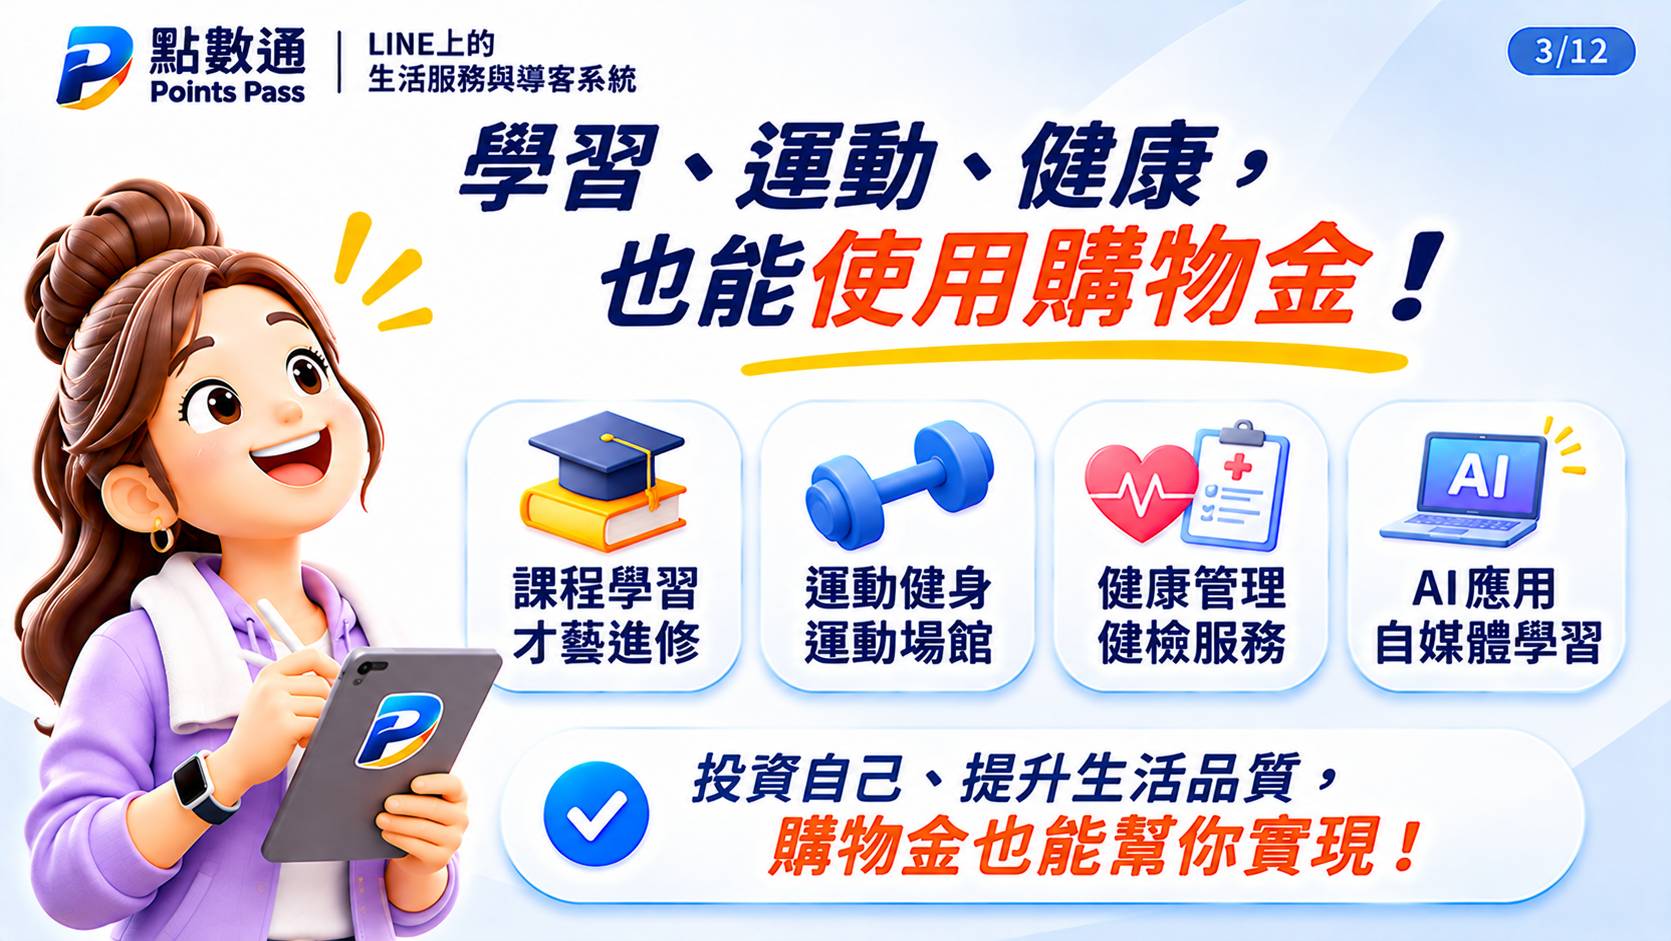 點數通
Points Pass
LINE上的
生活服務與導客系統
3/12
學習、運動、健康，
也能使用購物金！
課程學習
才藝進修
運動健身
運動場館
健康管理
健檢服務
AI
AI應用
自媒體學習
投資自己、提升生活品質，
購物金也能幫你實現！